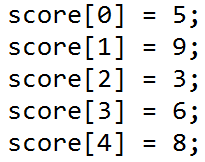 score[0] = 5;
score[1] = 9;
score[2] = 3;
score[3] = 6;
score[4] = 8;